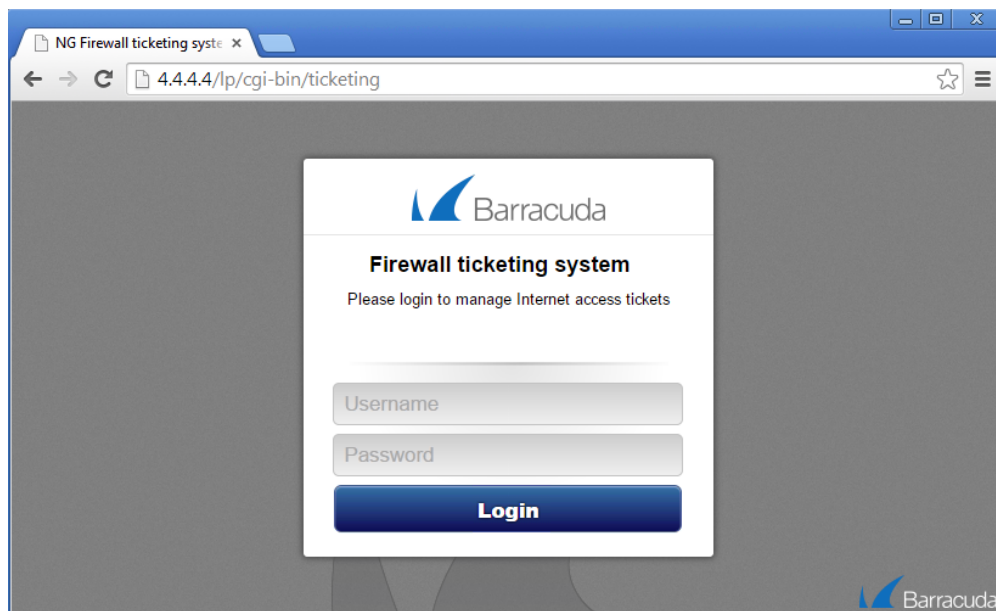 NG Firewall ticketing syste
4.4.4.4/lp/cgi-bin/ticketing
Barracuda
Firewall ticketing system
Please login to manage Internet access tickets
Username
Password
Login
Barracuda